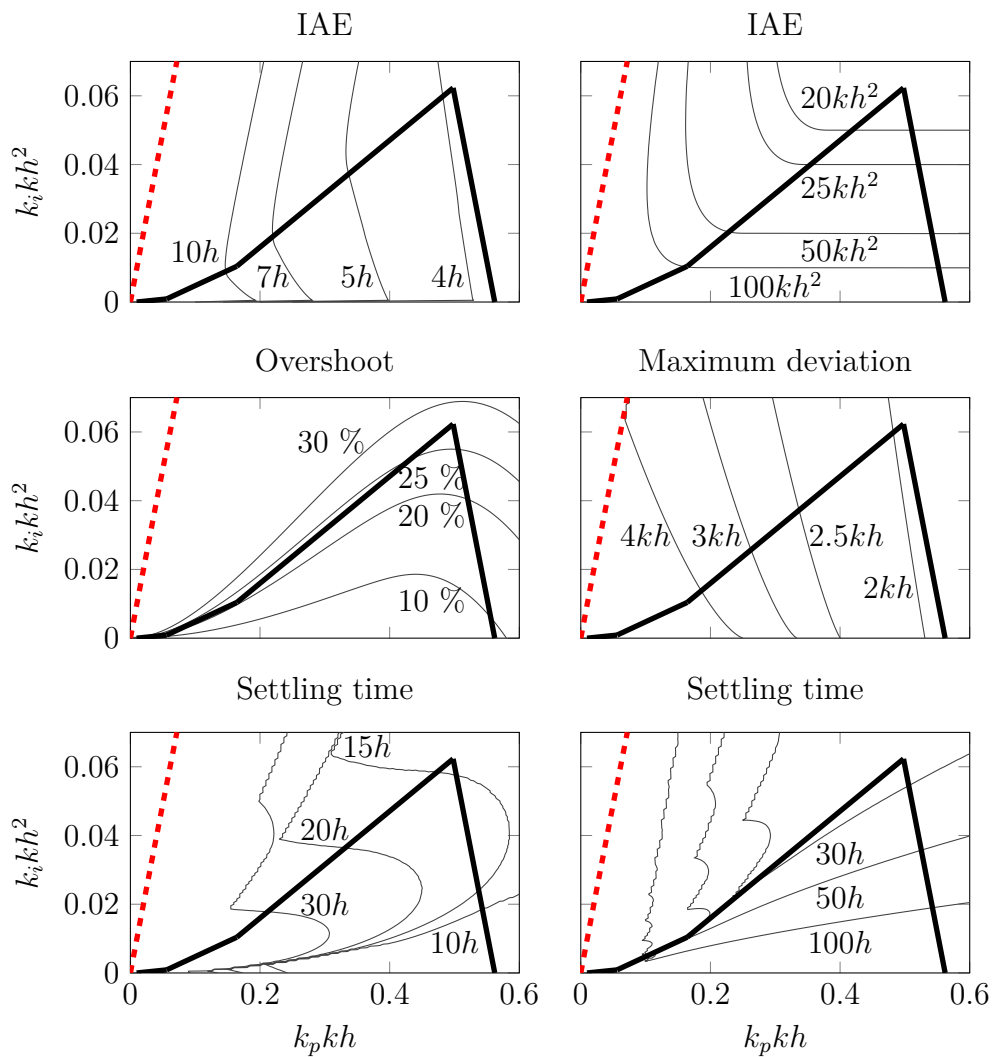 IAE
IAE
0.06
0.04
0.02
0
k_i kh^2
10h
7h
5h
4h
20kh^2
25kh^2
50kh^2
100kh^2
Overshoot
Maximum deviation
0.06
0.04
0.02
0
k_i kh^2
30 %
25 %
20 %
10 %
4kh
3kh
2.5kh
2kh
Settling time
Settling time
0.06
0.04
0.02
0
k_i kh^2
15h
20h
30h
10h
30h
50h
100h
0
0.2
0.4
0.6
0
0.2
0.4
0.6
k_p kh
k_p kh